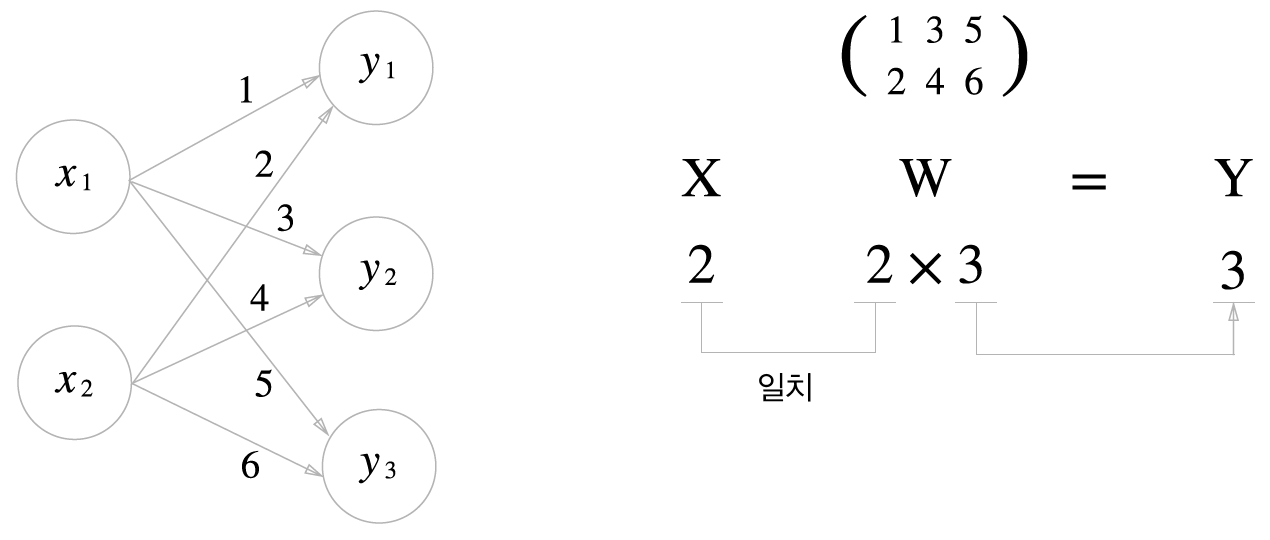 x1
x2
y1
y2
y3
1
2
3
4
5
6
( 1 3 5
2 4 6 )
X W = Y
2 2 × 3 3
일치